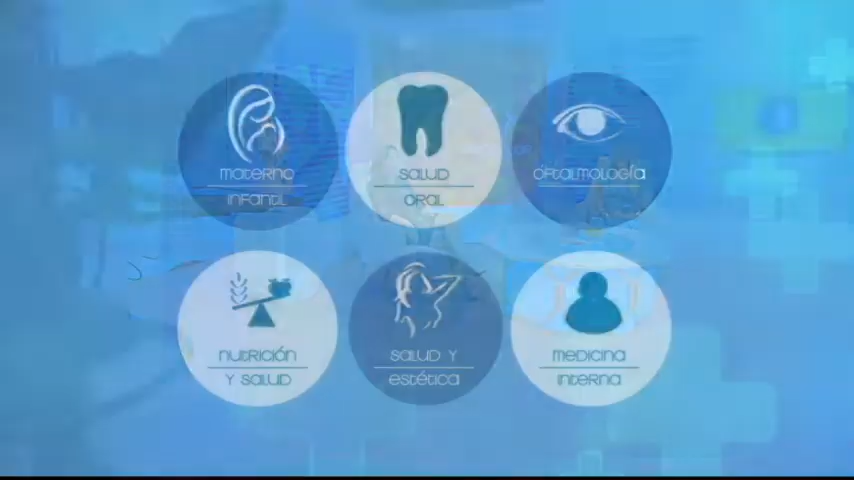 materno
infantil
salud
oral
oftalmología
nutrición
y salud
salud y
estética
medicina
interna